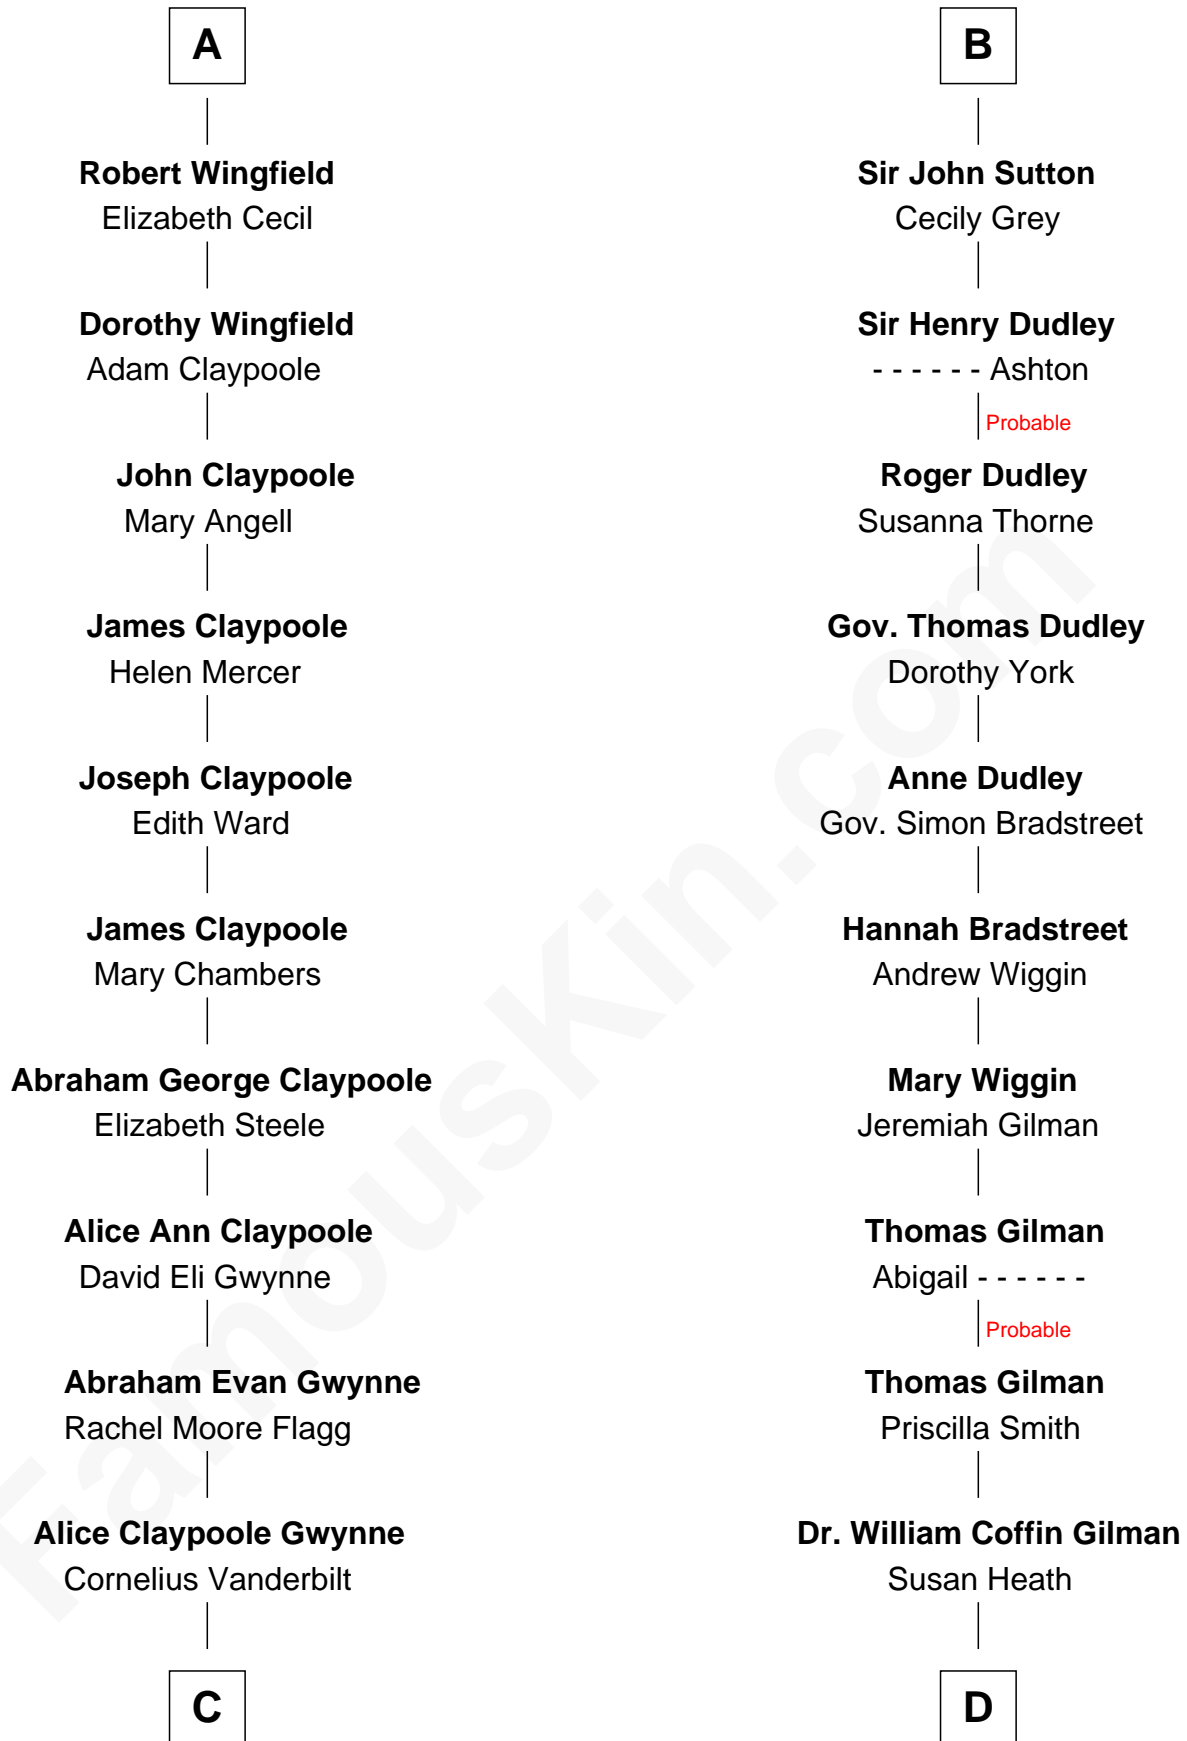 A
Robert Wingfield
Elizabeth Cecil
Dorothy Wingfield
Adam Claypoole
John Claypoole
Mary Angell
James Claypoole
Helen Mercer
Joseph Claypoole
Edith Ward
James Claypoole
Mary Chambers
Abraham George Claypoole
Elizabeth Steele
Alice Ann Claypoole
David Eli Gwynne
Abraham Evan Gwynne
Rachel Moore Flagg
Alice Claypoole Gwynne
Cornelius Vanderbilt
C
B
Sir John Sutton
Cecily Grey
Sir Henry Dudley
- - - - - - Ashton
Probable
Roger Dudley
Susanna Thorne
Gov. Thomas Dudley
Dorothy York
Anne Dudley
Gov. Simon Bradstreet
Hannah Bradstreet
Andrew Wiggin
Mary Wiggin
Jeremiah Gilman
Thomas Gilman
Abigail - - - - - -
Probable
Thomas Gilman
Priscilla Smith
Dr. William Coffin Gilman
Susan Heath
D
FamousKin.com